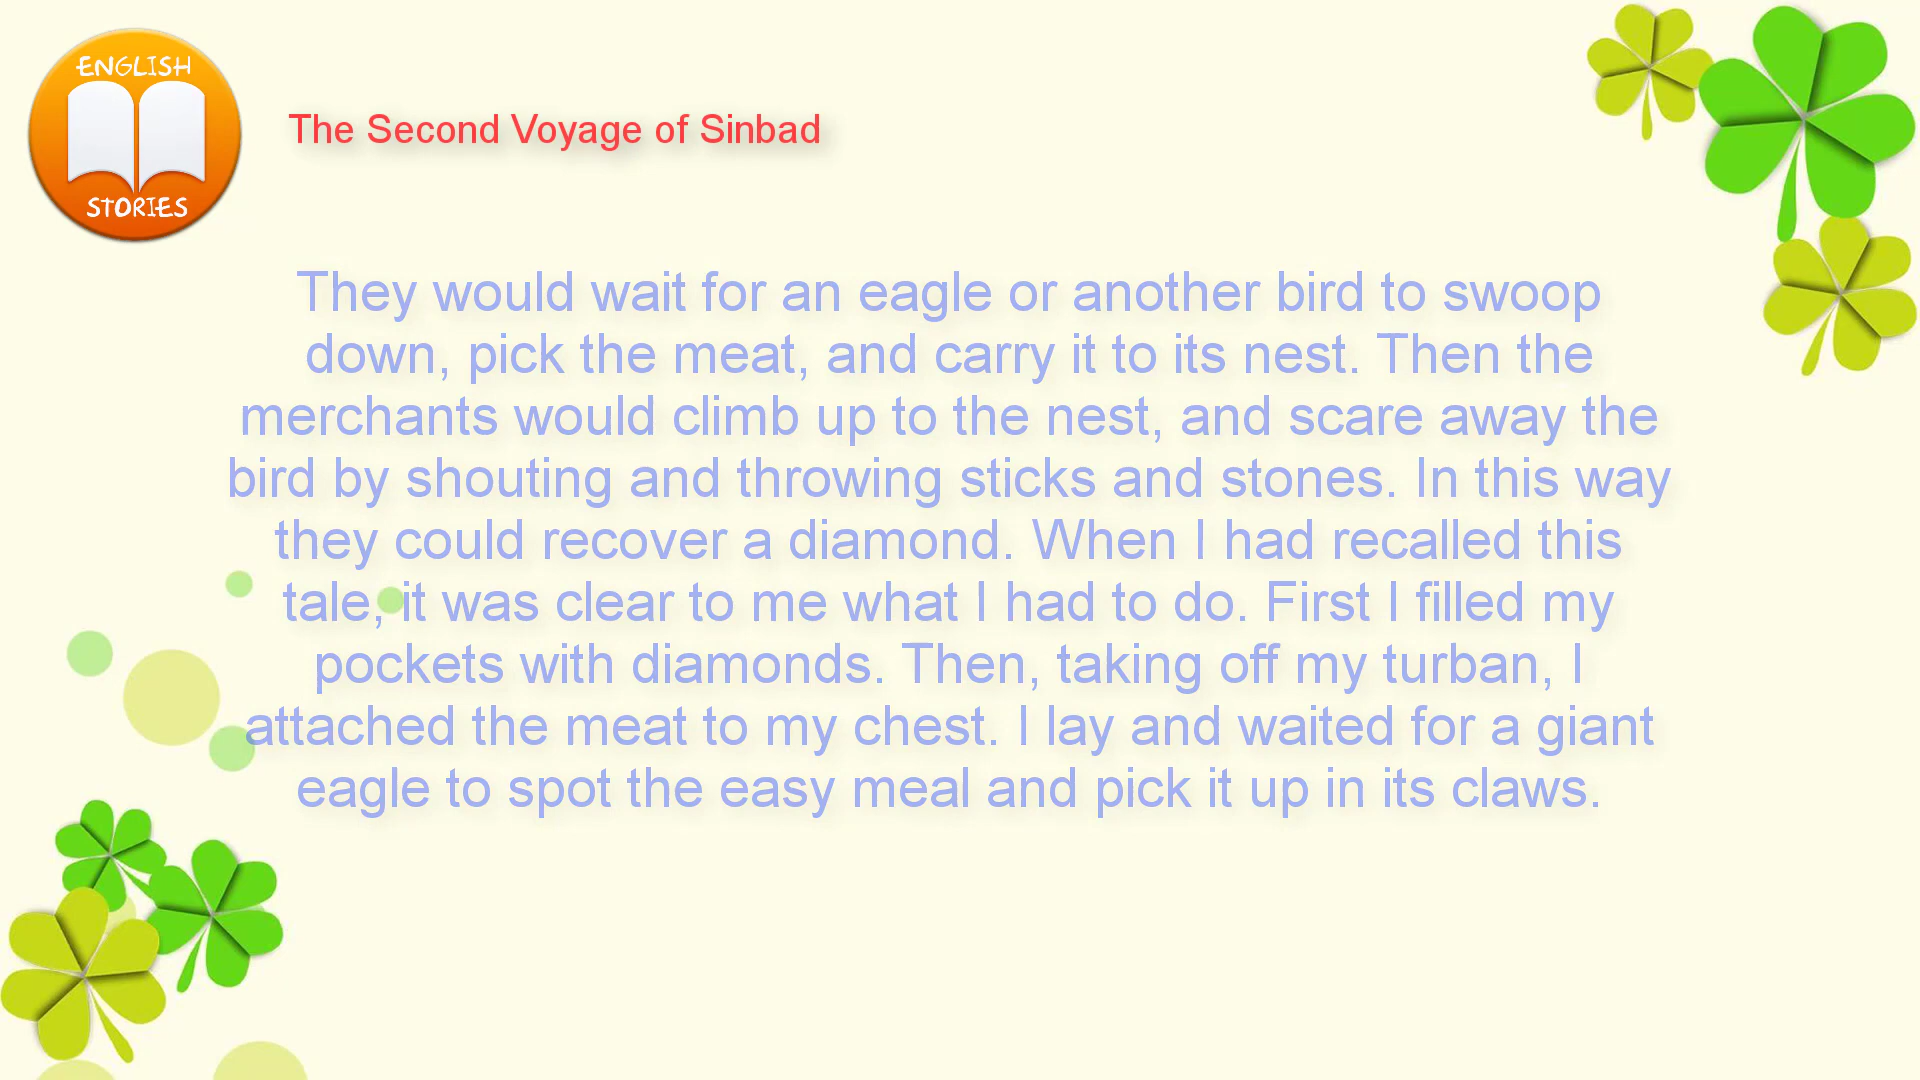 ENGLISH
STORIES
The Second Voyage of Sinbad
They would wait for an eagle or another bird to swoop
down, pick the meat, and carry it to its nest. Then the
merchants would climb up to the nest, and scare away the
bird by shouting and throwing sticks and stones. In this way
they could recover a diamond. When I had recalled this
tale, it was clear to me what I had to do. First I filled my
pockets with diamonds. Then, taking off my turban, I
attached the meat to my chest. I lay and waited for a giant
eagle to spot the easy meal and pick it up in its claws.